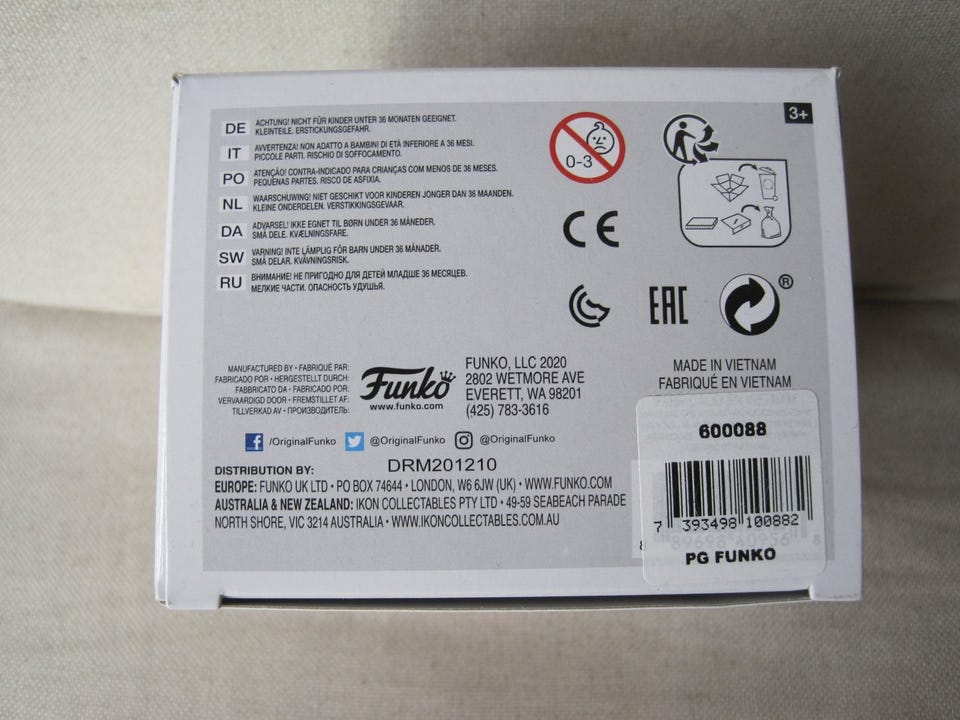 DE ACHTUNG! NICHT FÜR KINDER UNTER 36 MONATEN GEEIGNET.
KLEINTEILE. ERSTICKUNGSGEFAHR.
IT AVVERTENZA! NON ADATTO A BAMBINI DI ETÀ INFERIORE A 36 MESI.
PICCOLE PARTI. RISCHIO DI SOFFOCAMENTO.
PO ATENÇÃO! CONTRA-INDICADO PARA CRIANÇAS COM MENOS DE 36 MESES.
PEQUENAS PARTES. RISCO DE ASFIXIA.
NL WAARSCHUWING! NIET GESCHIKT VOOR KINDEREN JONGER DAN 36 MAANDEN.
KLEINE ONDERDELEN. VERSTIKKINGSGEVAAR.
DA ADVARSEL! IKKE EGNET TIL BØRN UNDER 36 MÅNEDER.
SMÅ DELE. KVÆLNINGSFARE.
SW VARNING! INTE LÄMPLIG FÖR BARN UNDER 36 MÅNADER.
SMÅ DELAR. KVÄVNINGSRISK.
RU ВНИМАНИЕ! НЕ ПРИГОДНО ДЛЯ ДЕТЕЙ МЛАДШЕ 36 МЕСЯЦЕВ.
МЕЛКИЕ ЧАСТИ. ОПАСНОСТЬ УДУШЬЯ.
0-3
3+
CE
EAC
®
MANUFACTURED BY • FABRIQUÉ PAR:
FABRICADO POR • HERGESTELLT DURCH:
FABBRICATO DA • FABRICADO POR:
VERVAARDIGD DOOR • FREMSTILLET AF:
TILLVERKAD AV • ПРОИЗВОДИТЕЛЬ:
Funko
www.funko.com
FUNKO, LLC 2020
2802 WETMORE AVE
EVERETT, WA 98201
(425) 783-3616
MADE IN VIETNAM
FABRIQUÉ EN VIETNAM
/OriginalFunko @OriginalFunko @OriginalFunko
DRM201210
DISTRIBUTION BY:
EUROPE: FUNKO UK LTD • PO BOX 74644 • LONDON, W6 6JW (UK) • WWW.FUNKO.COM
AUSTRALIA & NEW ZEALAND: IKON COLLECTABLES PTY LTD • 49-59 SEABEACH PARADE
NORTH SHORE, VIC 3214 AUSTRALIA • WWW.IKONCOLLECTABLES.COM.AU
600088
7 393498 100882
8 89698 40956 8
PG FUNKO